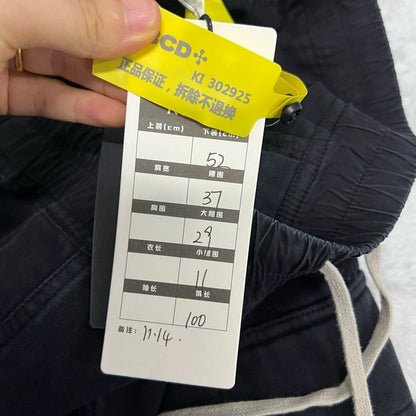 BCD
KI 302925
正品保证，拆除不退换
上装(cm) 下装(cm)
52
肩宽 腰围
37
胸围 大腿围
29
衣长 小腿围
11
袖长 裤长
100
备注： 11.14.